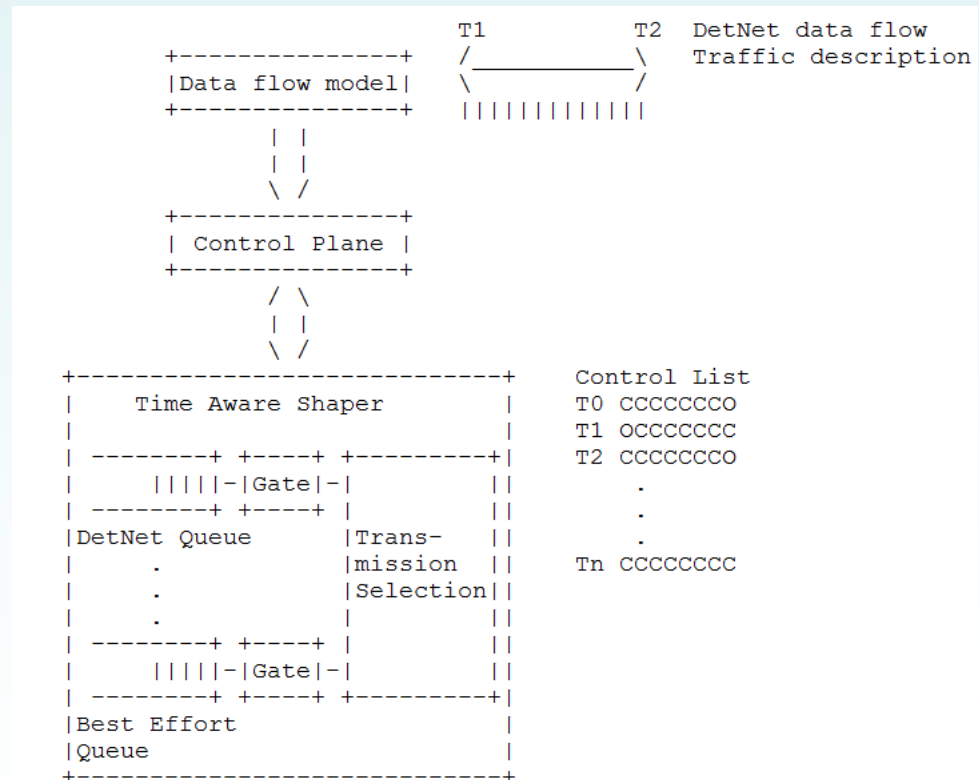 T1            T2  DetNet data flow
        +---------------+    /___________\    Traffic description
        |Data flow model|    \           /
        +---------------+    |||||||||||||
               | |
               | |
               \ /
        +---------------+
        | Control Plane |
        +---------------+
               / \
               | |
               \ /
+-----------------------------+    Control List
|     Time Aware Shaper       |    T0 CCCCCCCO
|                             |    T1 OCCCCCCC
| --------+ +----+ +---------+|    T2 CCCCCCCO
|     |||||-|Gate|-|         ||        .
| --------+ +----+ |         ||        .
|DetNet Queue      |Trans-   ||        .
|     .            |mission  ||    Tn CCCCCCCC
|     .            |Selection||
|     .            |         ||
| --------+ +----+ |         ||
|     |||||-|Gate|-|         ||
| --------+ +----+ +---------+|
|Best Effort                  |
|Queue                        |
+-----------------------------+